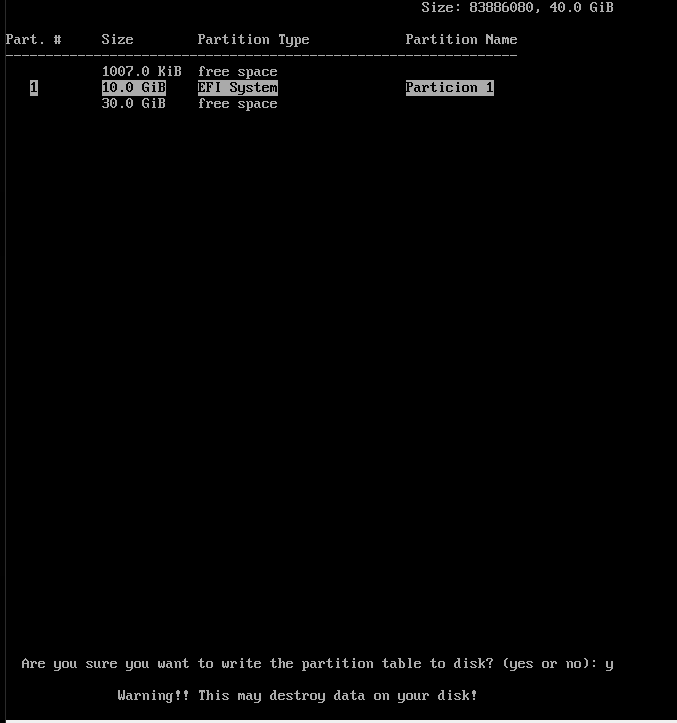 Size: 83886080, 40.0 GiB
Part. # Size Partition Type Partition Name
1007.0 KiB free space
1 10.0 GiB EFI System Particion 1
30.0 GiB free space
Are you sure you want to write the partition table to disk? (yes or no): y
Warning!! This may destroy data on your disk!